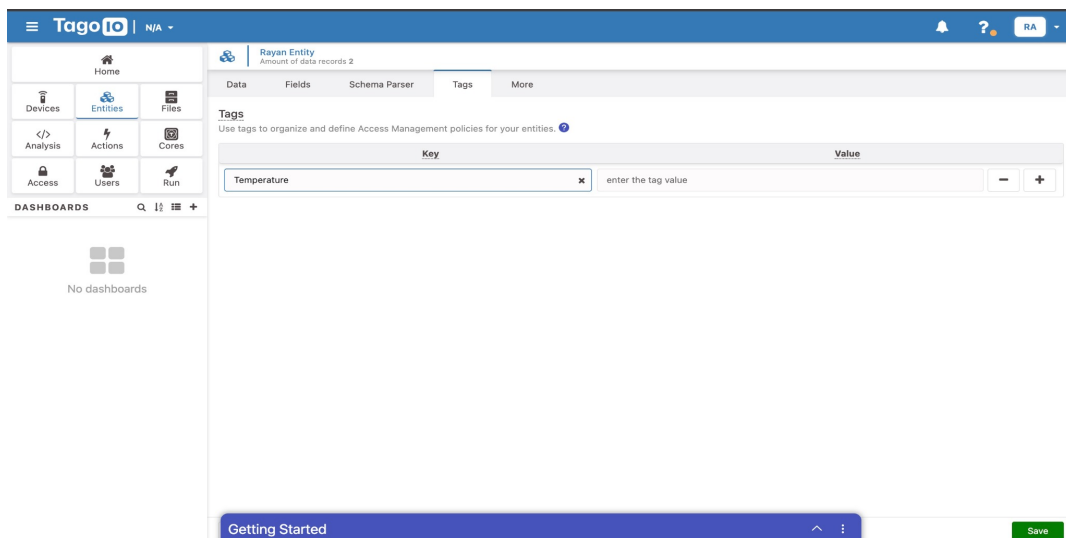 Tago IO N/A
? RA
Home
Devices Entities Files
</> Analysis Actions Cores
Access Users Run
DASHBOARDS
No dashboards
Rayan Entity
Amount of data records 2
Data Fields Schema Parser Tags More
Tags
Use tags to organize and define Access Management policies for your entities. ?
Key Value
Temperature enter the tag value
Getting Started
Save